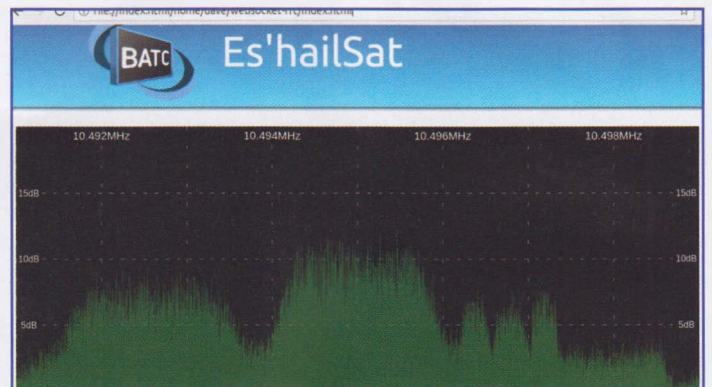 BATC
Es'hailSat
10.492MHz 10.494MHz 10.496MHz 10.498MHz
15dB 15dB
10dB 10dB
5dB 5dB